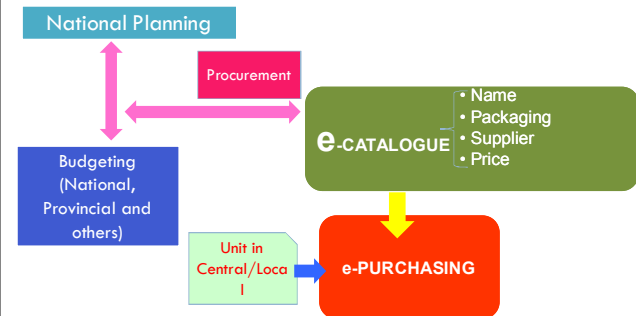 National Planning
Procurement
e-CATALOGUE
• Name
• Packaging
• Supplier
• Price
Budgeting
(National,
Provincial and
others)
Unit in
Central/Loca
l
e-PURCHASING